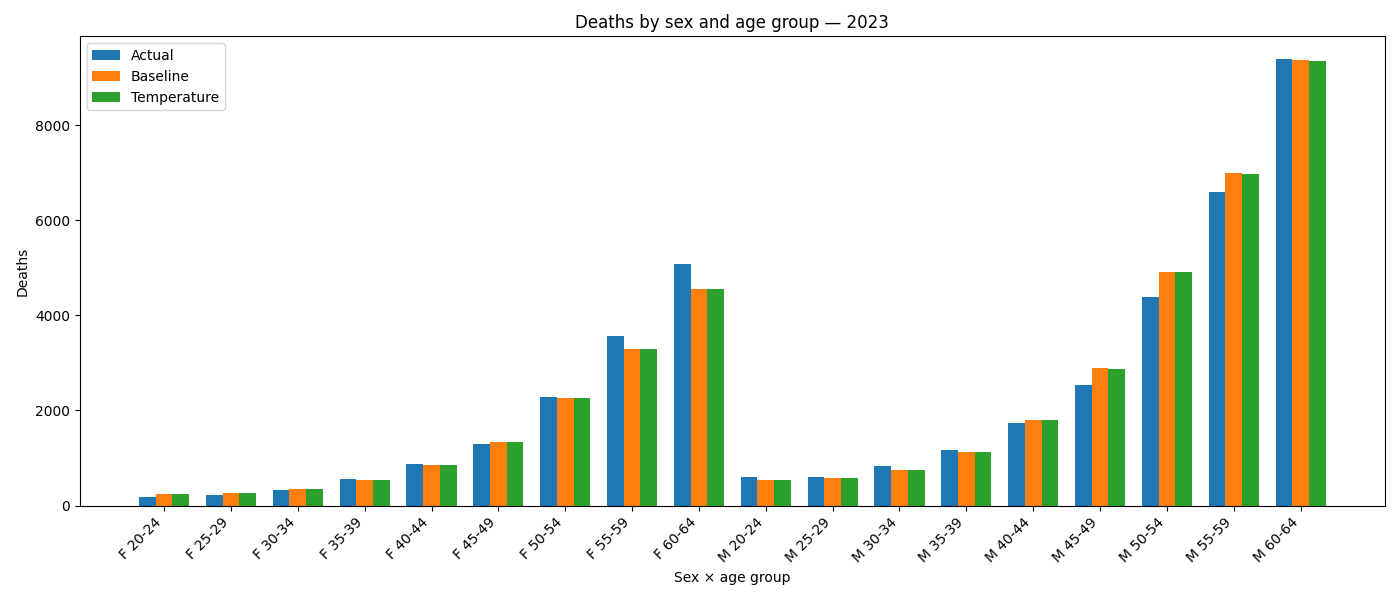 Deaths by sex and age group — 2023
Actual
Baseline
Temperature
Deaths
8000
6000
4000
2000
0
F 20-24
F 25-29
F 30-34
F 35-39
F 40-44
F 45-49
F 50-54
F 55-59
F 60-64
M 20-24
M 25-29
M 30-34
M 35-39
M 40-44
M 45-49
M 50-54
M 55-59
M 60-64
Sex × age group